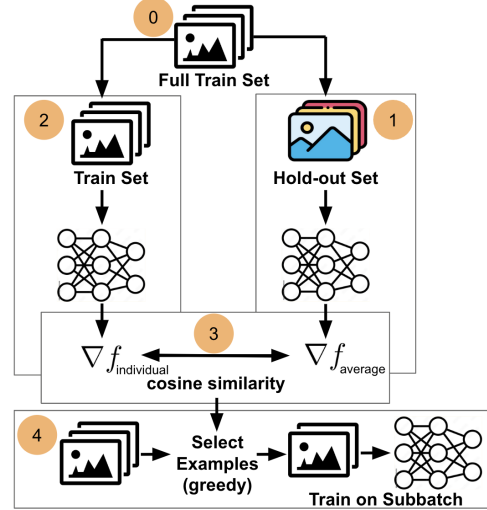 0
Full Train Set
2
1
Train Set
Hold-out Set
3
∇f individual
∇f average
cosine similarity
4
Select
Examples
(greedy)
Train on Subbatch